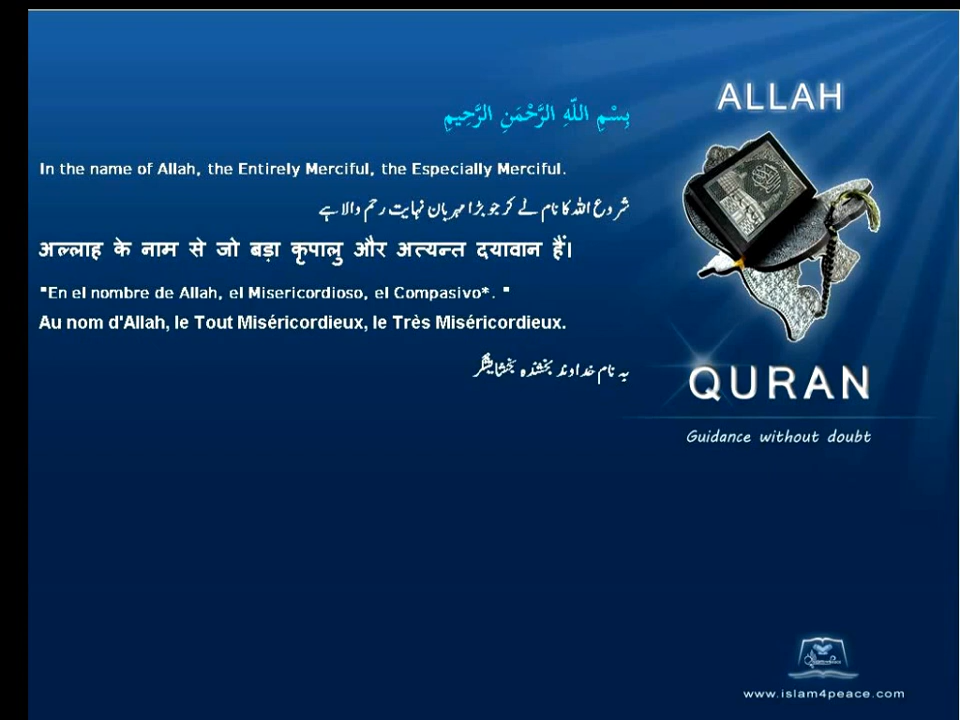 بِسْمِ اللّهِ الرَّحْمَنِ الرَّحِيمِ
In the name of Allah, the Entirely Merciful, the Especially Merciful.
شروع الله کا نام لے کر جو بڑا مہربان نہایت رحم والا ہے
अल्लाह के नाम से जो बड़ा कृपालु और अत्यन्त दयावान हैं।
"En el nombre de Allah, el Misericordioso, el Compasivo*. "
Au nom d'Allah, le Tout Miséricordieux, le Très Miséricordieux.
به نام خداوند بخشنده بخشایشگر
ALLAH
QURAN
Guidance without doubt
www.islam4peace.com